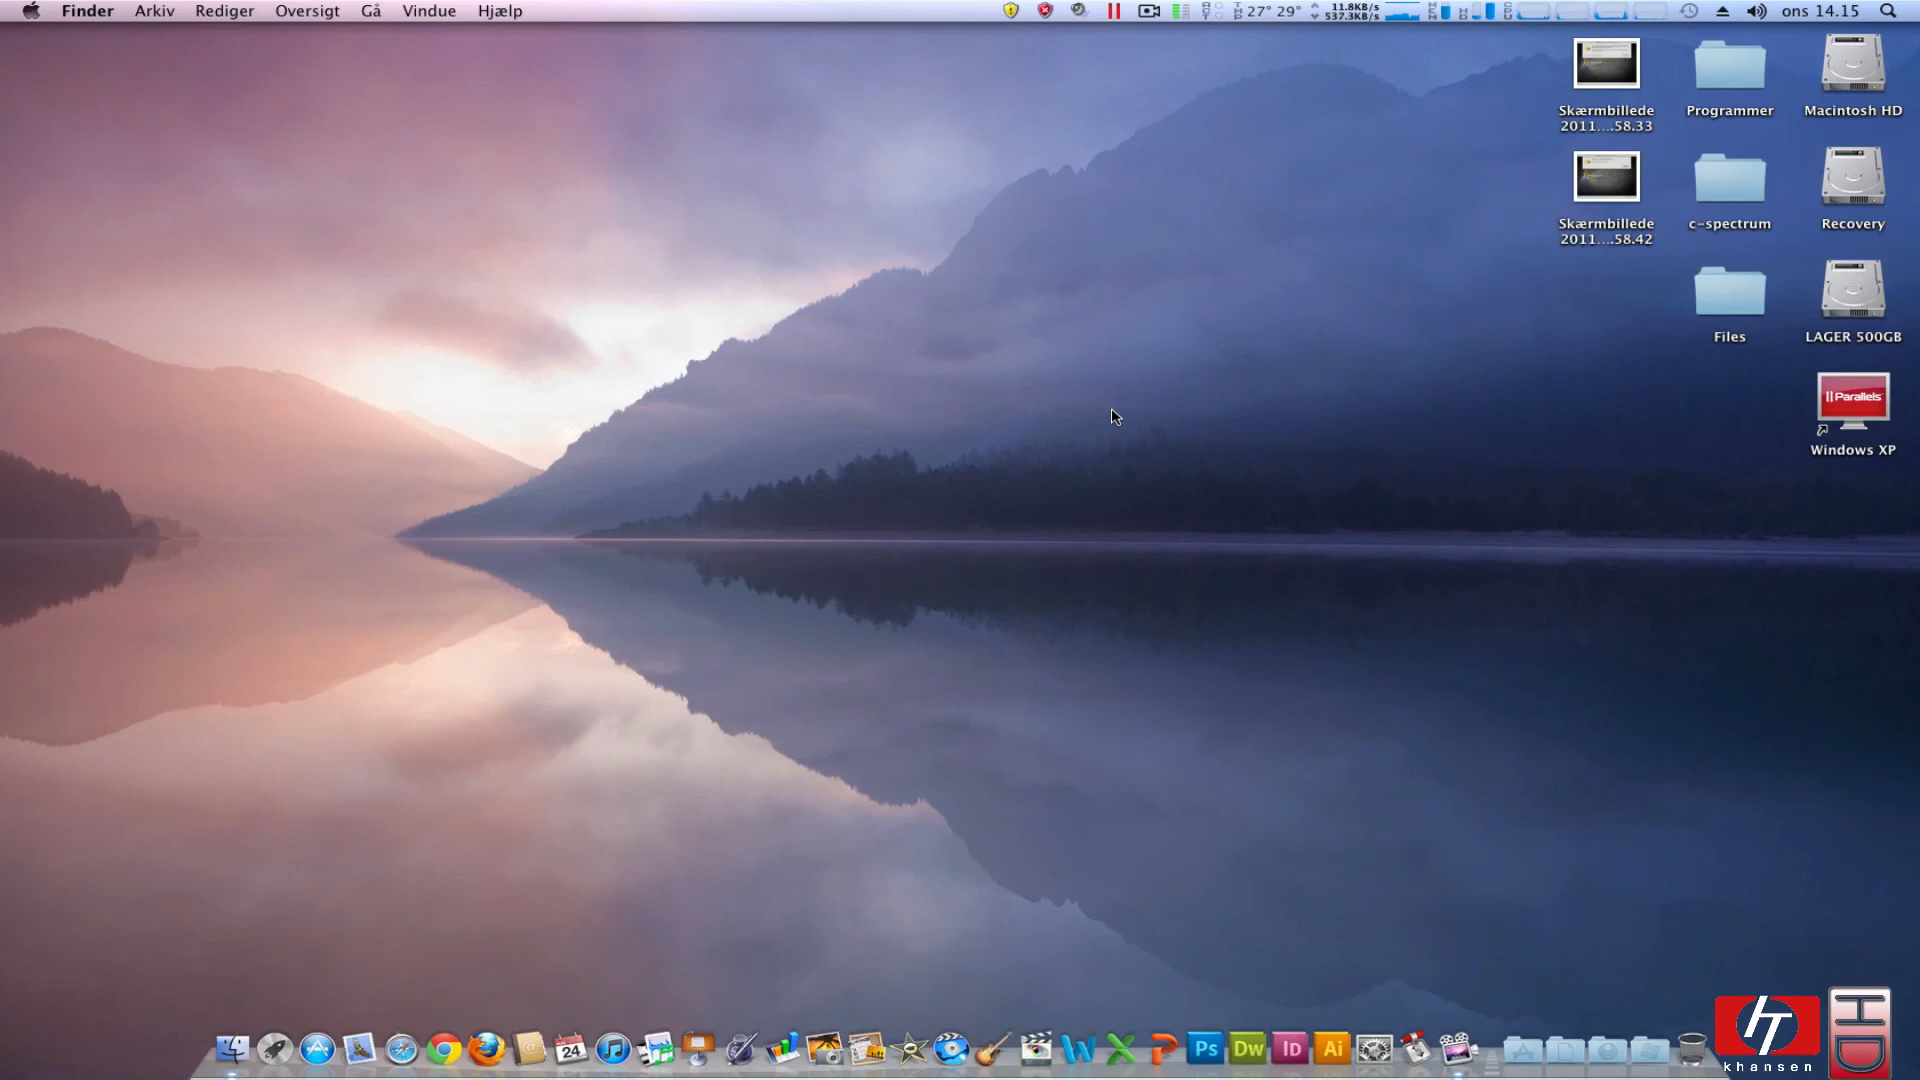 Finder Arkiv Rediger Oversigt Gå Vindue Hjælp
27° 29° 11.8KB/s
537.3KB/s
ons 14.15
Skærmbillede
2011....58.33
Programmer
Macintosh HD
Skærmbillede
2011....58.42
c-spectrum
Recovery
Files
LAGER 500GB
Parallels
Windows XP
24
W X P Ps Dw Id Ai
khansen
HD